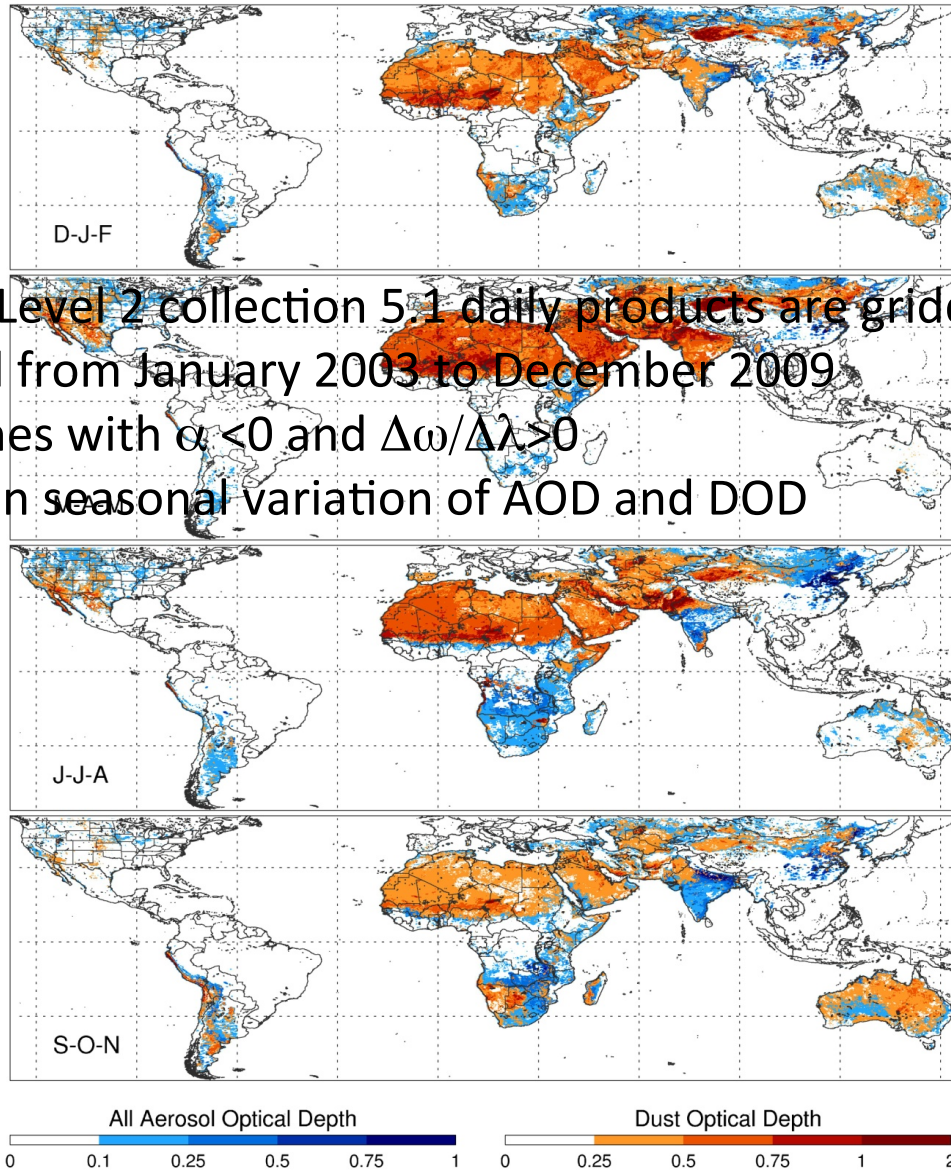 D-J-F
Level 2 collection 5.1 daily products are
from January 2003 to December 2009
with α <0 and Δω/Δλ>0
seasonal variation of AOD and DOD
M-A-M
J-J-A
S-O-N
All Aerosol Optical Depth
0 0.1 0.25 0.5 0.75 1
Dust Optical Depth
0 0.25 0.5 0.75 1 2